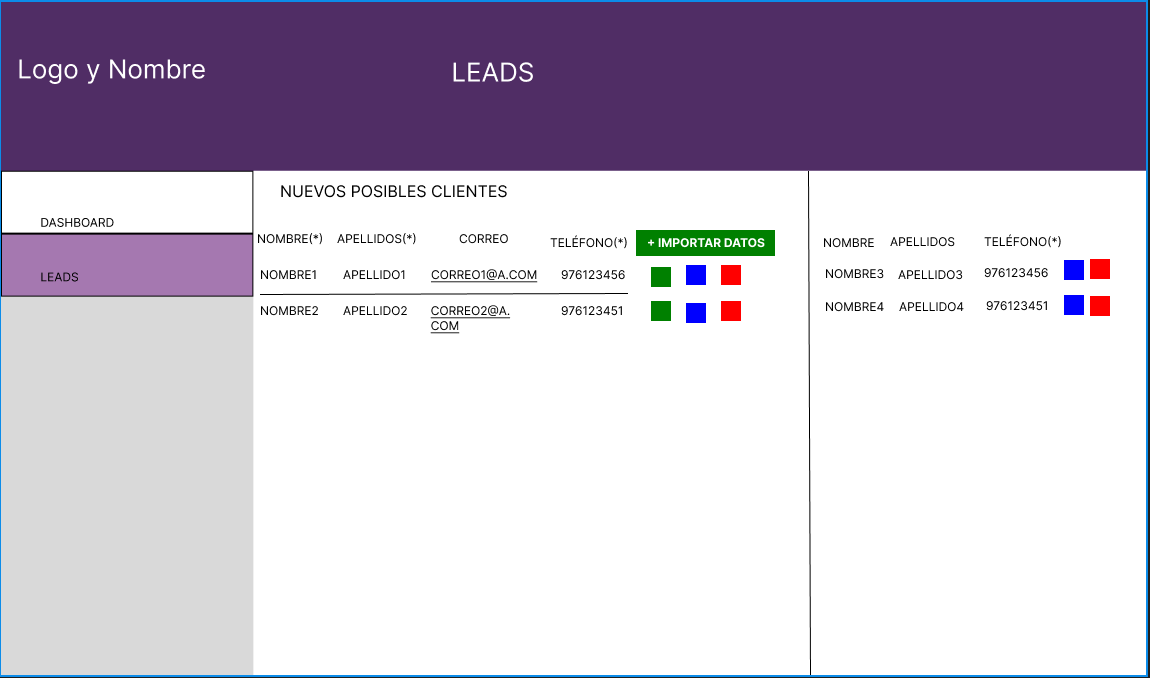 Logo y Nombre
LEADS
DASHBOARD
LEADS
NUEVOS POSIBLES CLIENTES
NOMBRE(*) APELLIDOS(*) CORREO TELÉFONO(*) + IMPORTAR DATOS
NOMBRE1 APELLIDO1 CORREO1@A.COM 976123456
NOMBRE2 APELLIDO2 CORREO2@A. 976123451
COM
NOMBRE APELLIDOS TELÉFONO(*)
NOMBRE3 APELLIDO3 976123456
NOMBRE4 APELLIDO4 976123451